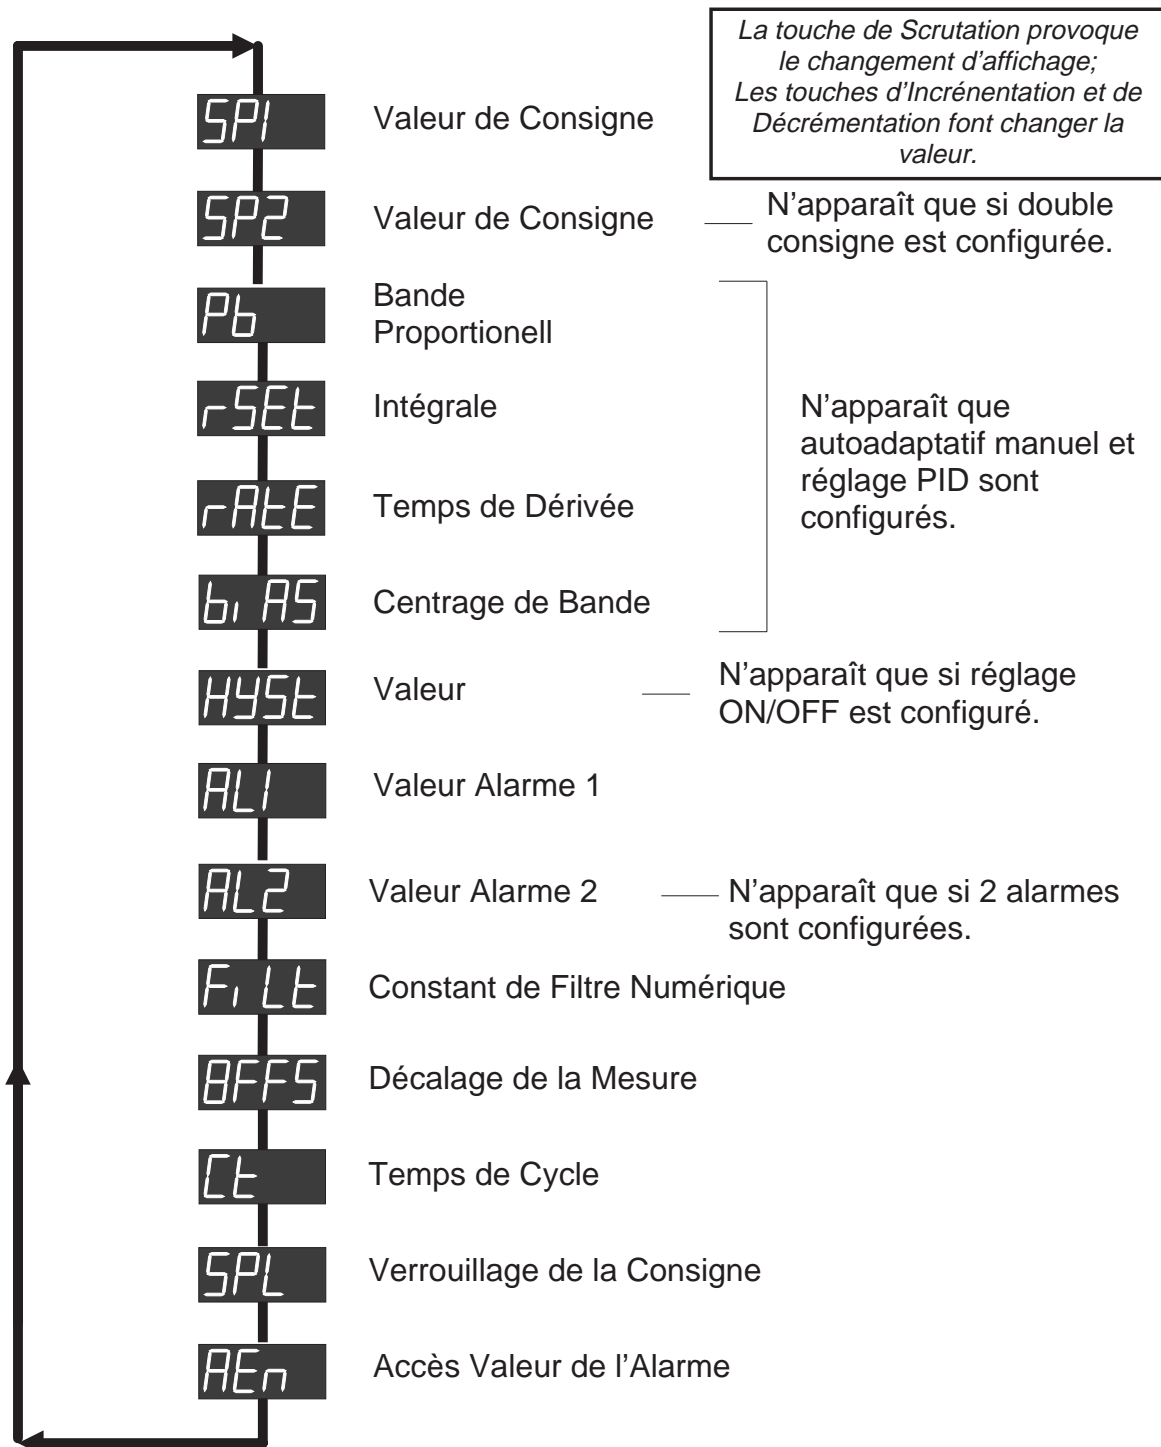 La touche de Scrutation provoque
le changement d'affichage;
Les touches d'Incrénentation et de
Décrémentation font changer la
valeur.
SP1 Valeur de Consigne
SP2 Valeur de Consigne N'apparaît que si double
consigne est configurée.
Pb Bande
Proportionell
rSEt Intégrale
N'apparaît que
autoadaptatif manuel et
réglage PID sont
configurés.
rAtE Temps de Dérivée
biAS Centrage de Bande
HYSt Valeur N'apparaît que si réglage
ON/OFF est configuré.
AL1 Valeur Alarme 1
AL2 Valeur Alarme 2 N'apparaît que si 2 alarmes
sont configurées.
FiLt Constant de Filtre Numérique
0FFS Décalage de la Mesure
Ct Temps de Cycle
SPL Verrouillage de la Consigne
AEn Accès Valeur de l'Alarme